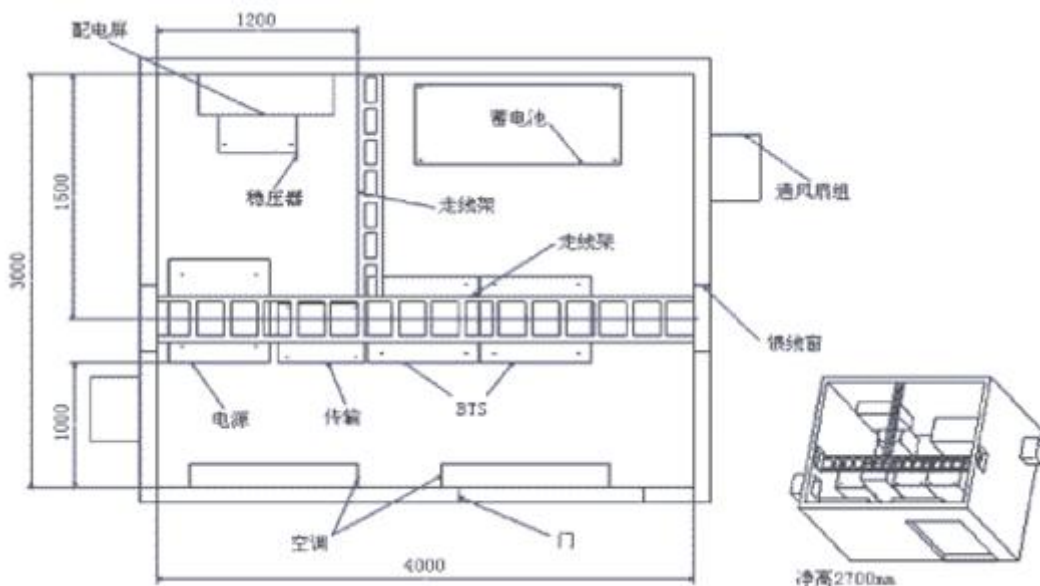 1200
配电屏
蓄电池
通风扇组
稳压器
走线架
1500
3000
走线架
馈线窗
电源
传输
BTS
1000
空调
门
4000
净高2700mm